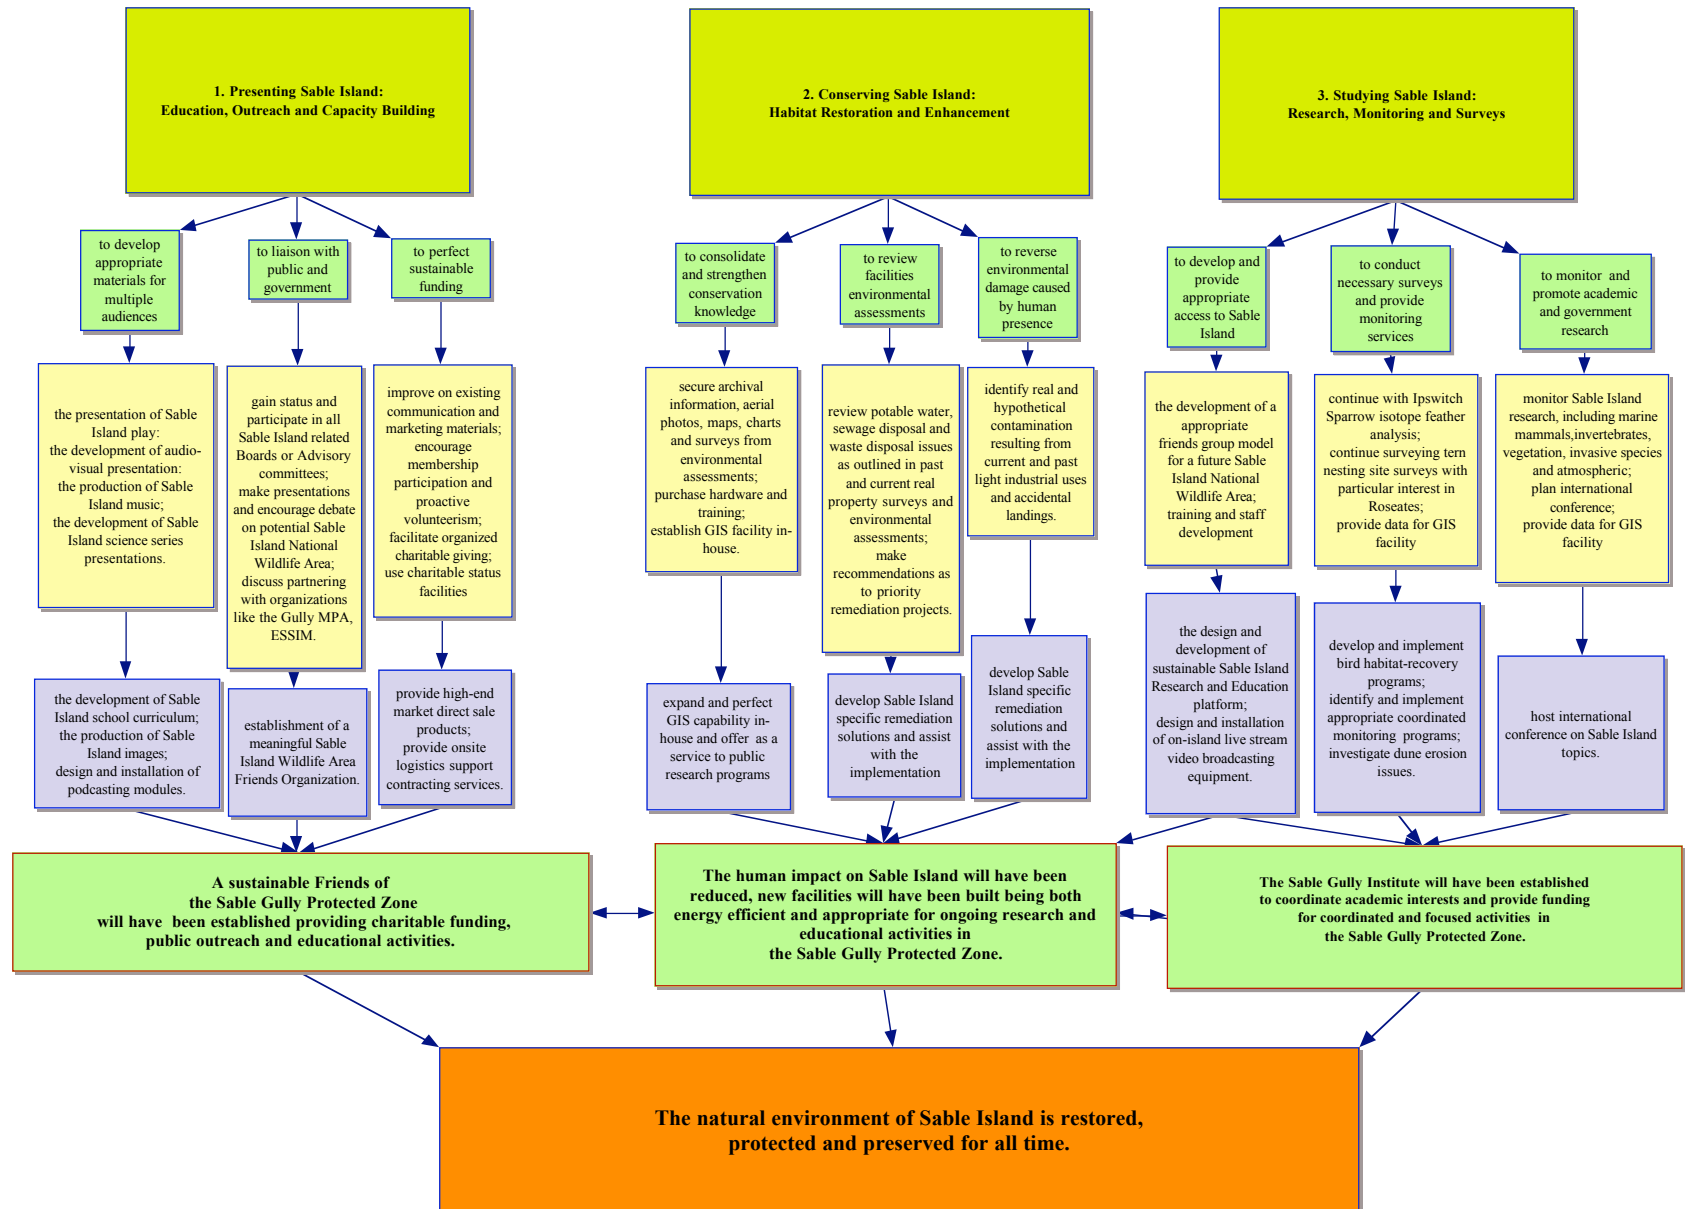 1. Presenting Sable Island:
Education, Outreach and Capacity Building
2. Conserving Sable Island:
Habitat Restoration and Enhancement
3. Studying Sable Island:
Research, Monitoring and Surveys
to develop
appropriate
materials for
multiple
audiences
to liaison with
public and
government
to perfect
sustainable
funding
to consolidate
and strengthen
conservation
knowledge
to review
facilities
environmental
assessments
to reverse
environmental
damage caused
by human
presence
to develop and
provide
appropriate
access to Sable
Island
to conduct
necessary surveys
and provide
monitoring
services
to monitor and
promote academic
and government
research
the presentation of Sable
Island play:
the development of audio-
visual presentation:
the production of Sable
Island music;
the development of Sable
Island science series
presentations.
gain status and
participate in all
Sable Island related
Boards or Advisory
committees;
make presentations
and encourage debate
on potential Sable
Island National
Wildlife Area;
discuss partnering
with organizations
like the Gully MPA,
ESSIM.
improve on existing
communication and
marketing materials;
encourage
membership
participation and
proactive
volunteerism;
facilitate organized
charitable giving;
use charitable status
facilities
secure archival
information, aerial
photos, maps, charts
and surveys from
environmental
assessments;
purchase hardware and
training;
establish GIS facility in-
house.
review potable water,
sewage disposal and
waste disposal issues
as outlined in past
and current real
property surveys and
environmental
assessments;
make
recommendations as
to priority
remediation projects.
identify real and
hypothetical
contamination
resulting from
current and past
light industrial uses
and accidental
landings.
the development of a
appropriate
friends group model
for a future Sable
Island National
Wildlife Area;
training and staff
development
continue with Ipswitch
Sparrow isotope feather
analysis;
continue surveying tern
nesting site surveys with
particular interest in
Roseates;
provide data for GIS
facility
monitor Sable Island
research, including marine
mammals,invertebrates,
vegetation, invasive species
and atmospheric;
plan international
conference;
provide data for GIS
facility
the development of Sable
Island school curriculum;
the production of Sable
Island images;
design and installation of
podcasting modules.
establishment of a
meaningful Sable
Island Wildlife Area
Friends Organization.
provide high-end
market direct sale
products;
provide onsite
logistics support
contracting services.
expand and perfect
GIS capability in-
house and offer as a
service to public
research programs
develop Sable Island
specific remediation
solutions and assist
with the
implementation
develop Sable
Island specific
remediation
solutions and
assist with the
implementation
the design and
development of
sustainable Sable Island
Research and Education
platform;
design and installation
of on-island live stream
video broadcasting
equipment.
develop and implement
bird habitat-recovery
programs;
identify and implement
appropriate coordinated
monitoring programs;
investigate dune erosion
issues.
host international
conference on Sable Island
topics.
A sustainable Friends of
the Sable Gully Protected Zone
will have been established providing charitable funding,
public outreach and educational activities.
The human impact on Sable Island will have been
reduced, new facilities will have been built being both
energy efficient and appropriate for ongoing research and
educational activities in
the Sable Gully Protected Zone.
The Sable Gully Institute will have been established
to coordinate academic interests and provide funding
for coordinated and focused activities in
the Sable Gully Protected Zone.
The natural environment of Sable Island is restored,
protected and preserved for all time.